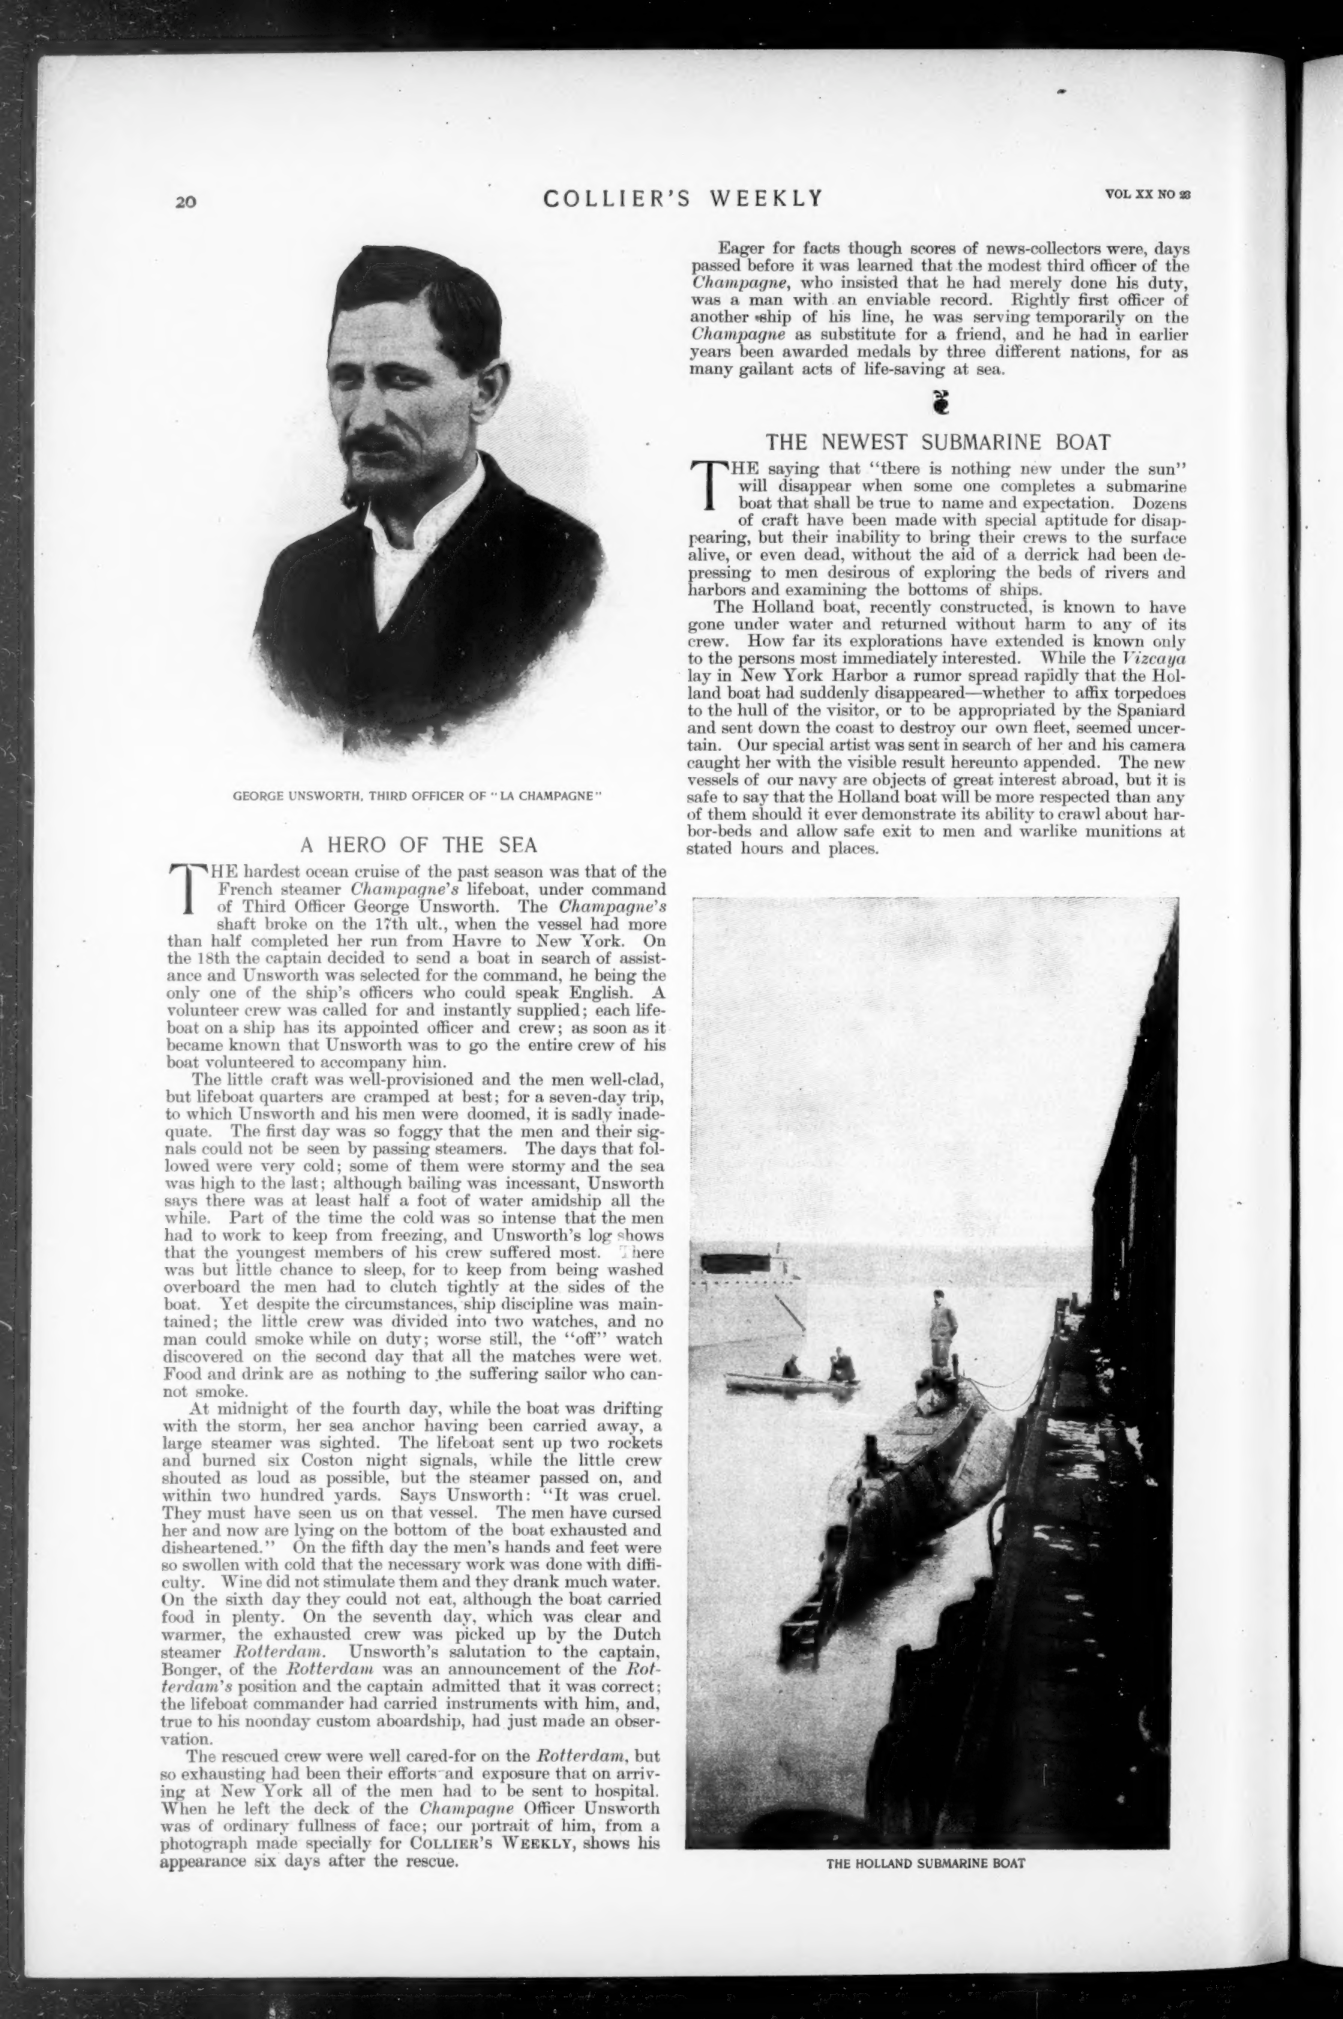 20
COLLIER'S WEEKLY
VOL XX NO 23
GEORGE UNSWORTH, THIRD OFFICER OF "LA CHAMPAGNE"
A HERO OF THE SEA
THE hardest ocean cruise of the past season was that of the
French steamer Champagne's lifeboat, under command
of Third Officer George Unsworth. The Champagne's
shaft broke on the 17th ult., when the vessel had more
than half completed her run from Havre to New York. On
the 18th the captain decided to send a boat in search of assist-
ance and Unsworth was selected for the command, he being the
only one of the ship's officers who could speak English. A
volunteer crew was called for and instantly supplied; each life-
boat on a ship has its appointed officer and crew; as soon as it
became known that Unsworth was to go the entire crew of his
boat volunteered to accompany him.
The little craft was well-provisioned and the men well-clad,
but lifeboat quarters are cramped at best; for a seven-day trip,
to which Unsworth and his men were doomed, it is sadly inade-
quate. The first day was so foggy that the men and their sig-
nals could not be seen by passing steamers. The days that fol-
lowed were very cold; some of them were stormy and the sea
was high to the last; although bailing was incessant, Unsworth
says there was at least half a foot of water amidship all the
while. Part of the time the cold was so intense that the men
had to work to keep from freezing, and Unsworth's log shows
that the youngest members of his crew suffered most. There
was but little chance to sleep, for to keep from being washed
overboard the men had to clutch tightly at the sides of the
boat. Yet despite the circumstances, ship discipline was main-
tained; the little crew was divided into two watches, and no
man could smoke while on duty; worse still, the "off" watch
discovered on the second day that all the matches were wet.
Food and drink are as nothing to the suffering sailor who can-
not smoke.
At midnight of the fourth day, while the boat was drifting
with the storm, her sea anchor having been carried away, a
large steamer was sighted. The lifeboat sent up two rockets
and burned six Coston night signals, while the little crew
shouted as loud as possible, but the steamer passed on, and
within two hundred yards. Says Unsworth: "It was cruel.
They must have seen us on that vessel. The men have cursed
her and now are lying on the bottom of the boat exhausted and
disheartened." On the fifth day the men's hands and feet were
so swollen with cold that the necessary work was done with diffi-
culty. Wine did not stimulate them and they drank much water.
On the sixth day they could not eat, although the boat carried
food in plenty. On the seventh day, which was clear and
warmer, the exhausted crew was picked up by the Dutch
steamer Rotterdam. Unsworth's salutation to the captain,
Bonger, of the Rotterdam was an announcement of the Rot-
terdam's position and the captain admitted that it was correct;
the lifeboat commander had carried instruments with him, and,
true to his noonday custom aboardship, had just made an obser-
vation.
The rescued crew were well cared-for on the Rotterdam, but
so exhausting had been their efforts and exposure that on arriv-
ing at New York all of the men had to be sent to hospital.
When he left the deck of the Champagne Officer Unsworth
was of ordinary fullness of face; our portrait of him, from a
photograph made specially for COLLIER'S WEEKLY, shows his
appearance six days after the rescue.
Eager for facts though scores of news-collectors were, days
passed before it was learned that the modest third officer of the
Champagne, who insisted that he had merely done his duty,
was a man with an enviable record. Rightly first officer of
another ship of his line, he was serving temporarily on the
Champagne as substitute for a friend, and he had in earlier
years been awarded medals by three different nations, for as
many gallant acts of life-saving at sea.
THE NEWEST SUBMARINE BOAT
THE saying that "there is nothing new under the sun"
will disappear when some one completes a submarine
boat that shall be true to name and expectation. Dozens
of craft have been made with special aptitude for disap-
pearing, but their inability to bring their crews to the surface
alive, or even dead, without the aid of a derrick had been de-
pressing to men desirous of exploring the beds of rivers and
harbors and examining the bottoms of ships.
The Holland boat, recently constructed, is known to have
gone under water and returned without harm to any of its
crew. How far its explorations have extended is known only
to the persons most immediately interested. While the Vizcaya
lay in New York Harbor a rumor spread rapidly that the Hol-
land boat had suddenly disappeared—whether to affix torpedoes
to the hull of the visitor, or to be appropriated by the Spaniard
and sent down the coast to destroy our own fleet, seemed uncer-
tain. Our special artist was sent in search of her and his camera
caught her with the visible result hereunto appended. The new
vessels of our navy are objects of great interest abroad, but it is
safe to say that the Holland boat will be more respected than any
of them should it ever demonstrate its ability to crawl about har-
bor-beds and allow safe exit to men and warlike munitions at
stated hours and places.
THE HOLLAND SUBMARINE BOAT